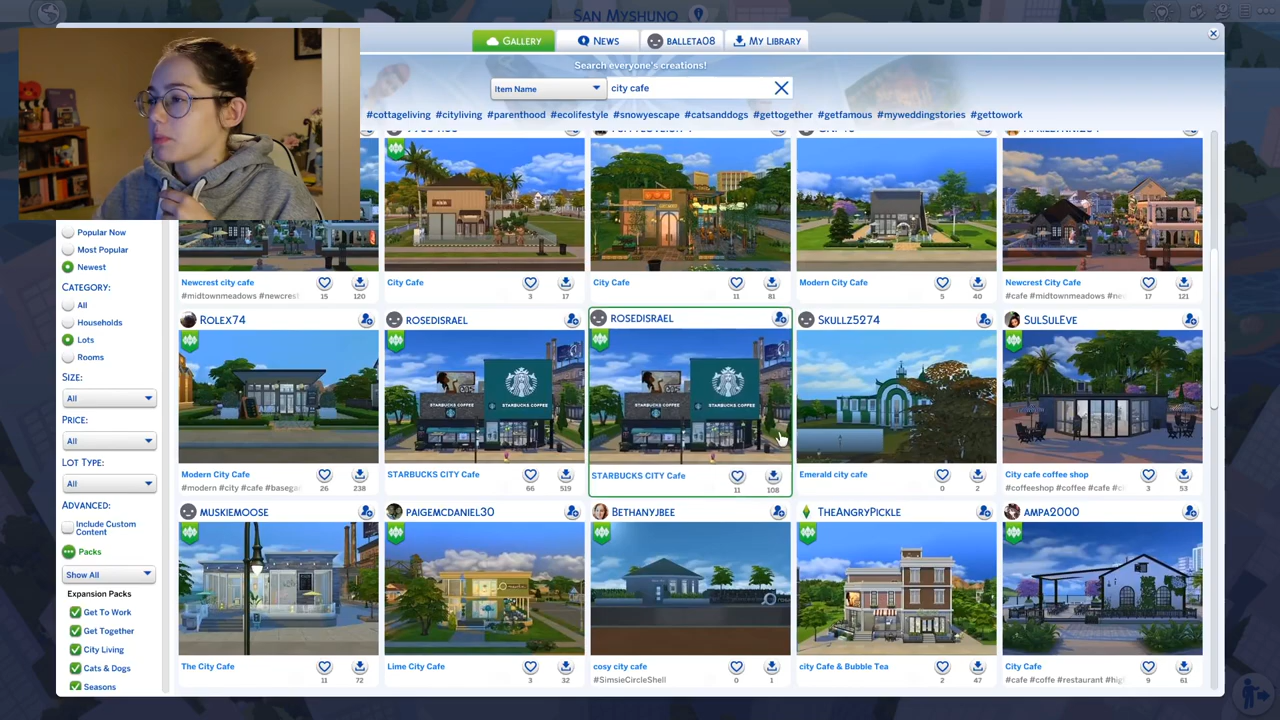 SAN MYSHUNO
GALLERY
NEWS
BALLETA08
MY LIBRARY
Search everyone's creations!
Item Name
city cafe
#cottageliving #cityliving #parenthood #ecolifestyle #snowyescape #catsanddogs #gettogether #getfamous #myweddingstories #gettowork
Popular Now
Most Popular
Newest
CATEGORY:
All
Households
Lots
Rooms
SIZE:
All
PRICE:
All
LOT TYPE:
All
ADVANCED:
Include Custom
Content
Packs
Show All
Expansion Packs
Get To Work
Get Together
City Living
Cats & Dogs
Seasons
Newcrest city cafe
15
120
#midtownmeadows #newcrest
City Cafe
3
17
City Cafe
11
81
Modern City Cafe
5
40
Newcrest City Cafe
17
121
#cafe #midtownmeadows
ROLEX74
Modern City Cafe
26
238
#modern #city #cafe
ROSEDISRAEL
STARBUCKS COFFEE
STARBUCKS COFFEE
STARBUCKS CITY Cafe
66
519
ROSEDISRAEL
STARBUCKS COFFEE
STARBUCKS COFFEE
STARBUCKS CITY Cafe
11
108
SKULLZ5274
Emerald city cafe
0
2
SULSULEVE
City cafe coffee shop
3
53
#coffeeshop #coffee #cafe
MUSKIEMOOSE
The City Cafe
11
72
PAIGEMCDANIEL30
Lime City Cafe
3
32
BETHANYJBEE
cosy city cafe
0
1
#SimsieCircleShell
THEANGRYPICKLE
city Cafe & Bubble Tea
2
47
AMPA2000
City Cafe
9
61
#cafe #coffe #restaurant